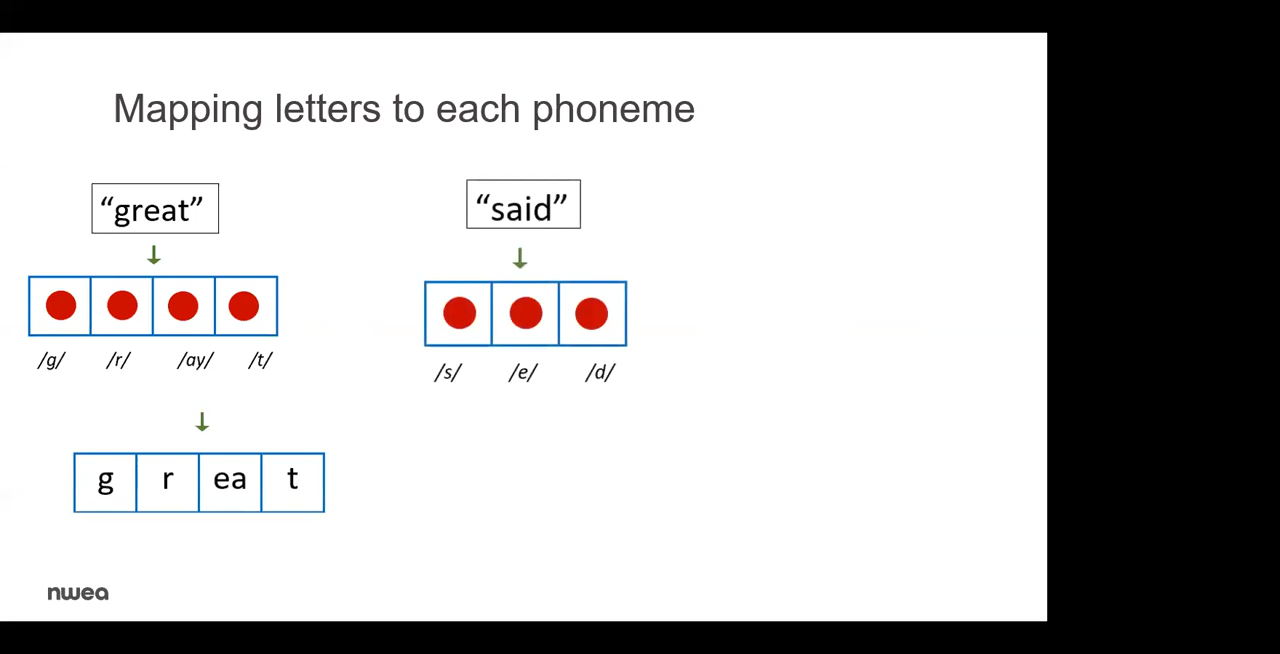 Mapping letters to each phoneme
“great”
/g/ /r/ /ay/ /t/
g r ea t
“said”
/s/ /e/ /d/
nwea